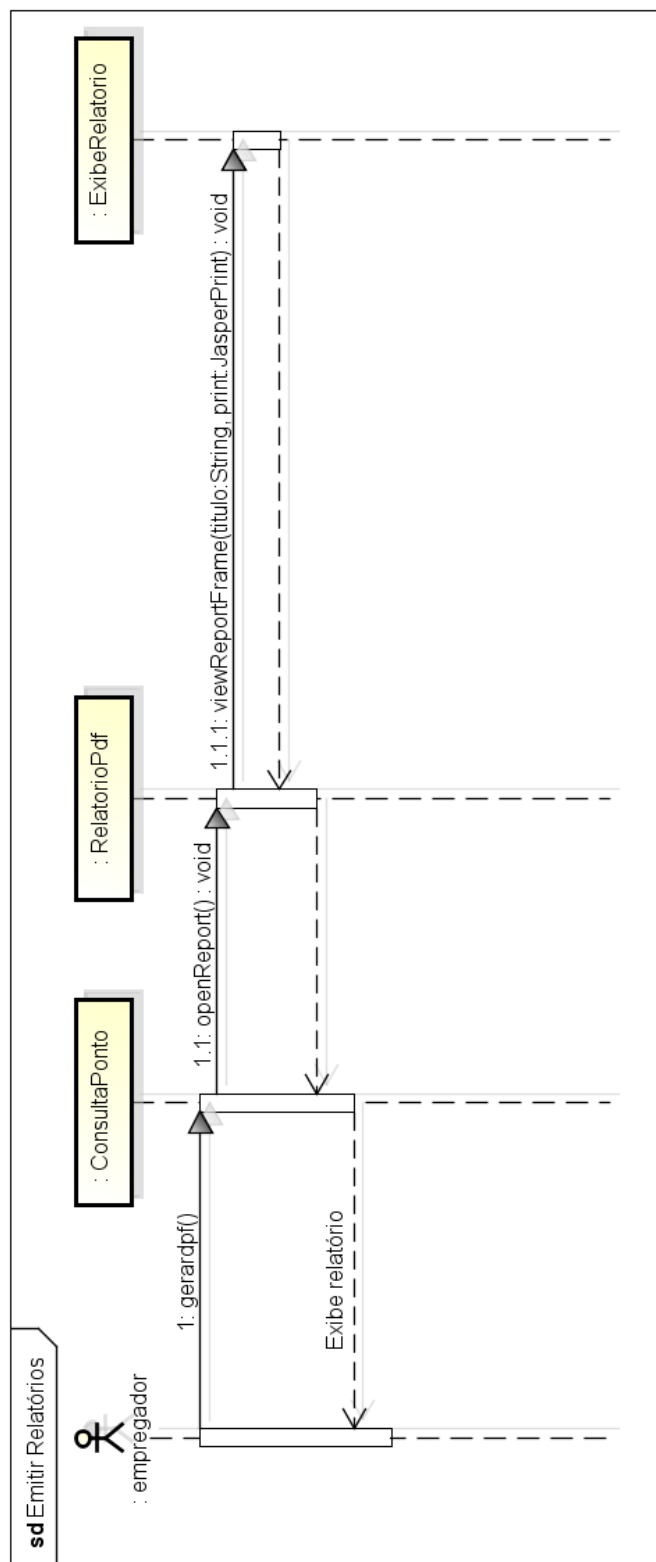 sd Emitir Relatórios
: empregador
: ConsultaPonto
: RelatorioPdf
: ExibeRelatorio
1: gerardpf()
1.1: openReport() : void
1.1.1: viewReportFrame(titulo:String, print:JasperPrint) : void
Exibe relatório